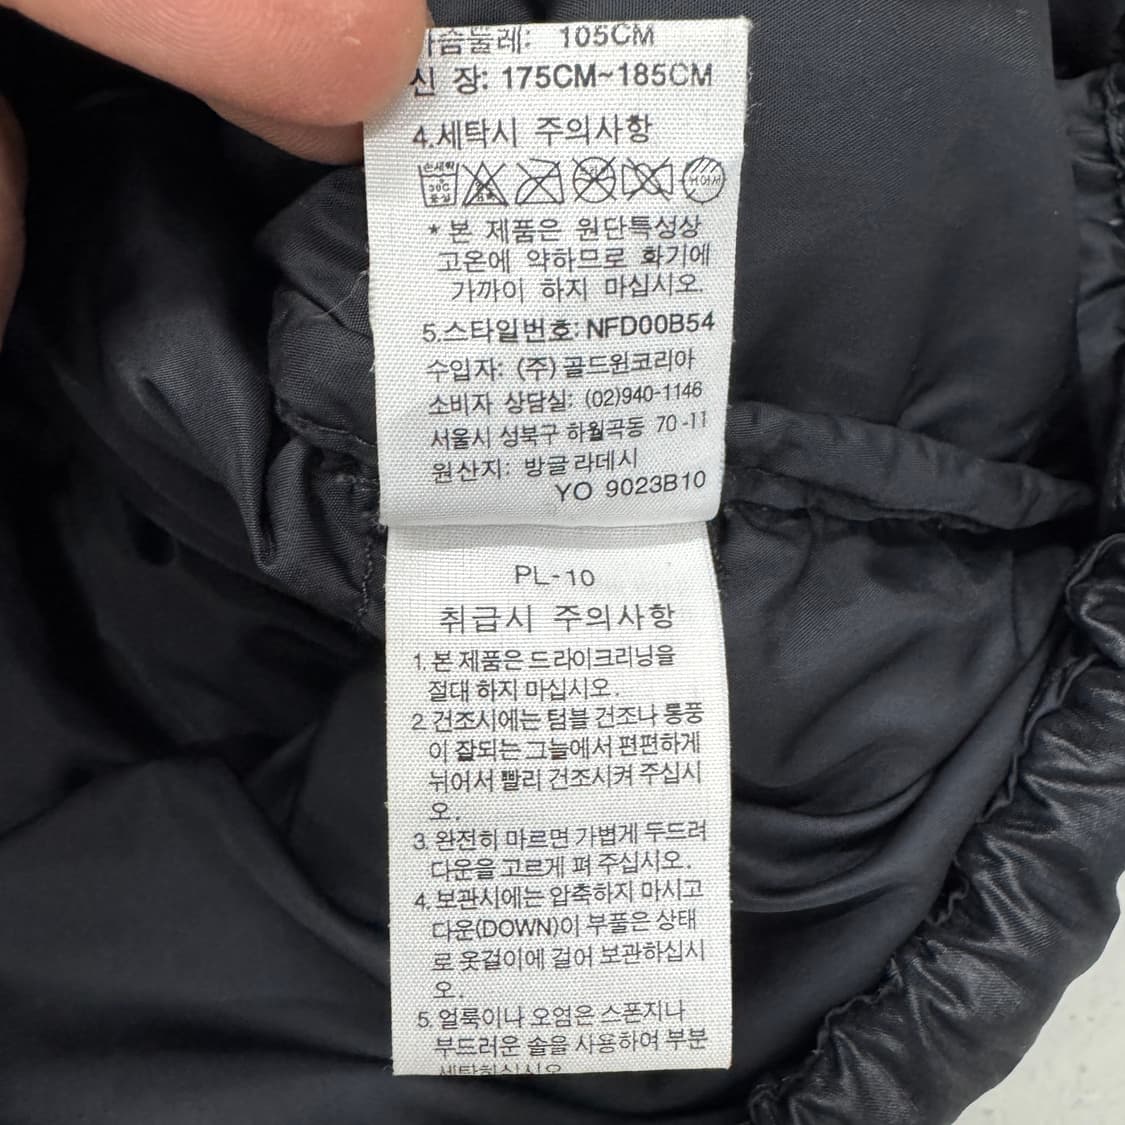 가슴둘레: 105CM
신 장: 175CM~185CM
4.세탁시 주의사항
손세탁
30℃
중성
* 본 제품은 원단특성상
고온에 약하므로 화기에
가까이 하지 마십시오.
5.스타일번호: NFD00B54
수입자: (주) 골드윈코리아
소비자 상담실: (02)940-1146
서울시 성북구 하월곡동 70-11
원산지: 방글라데시
YO 9023B10
PL-10
취급시 주의사항
1. 본 제품은 드라이크리닝을
절대 하지 마십시오.
2. 건조시에는 텀블 건조나 통풍
이 잘되는 그늘에서 편편하게
뉘어서 빨리 건조시켜 주십시
오.
3. 완전히 마르면 가볍게 두드려
다운을 고르게 펴 주십시오.
4. 보관시에는 압축하지 마시고
다운(DOWN)이 부풀은 상태
로 옷걸이에 걸어 보관하십시
오.
5. 얼룩이나 오염은 스폰지나
부드러운 솔을 사용하여 부분
세탁하십시오.